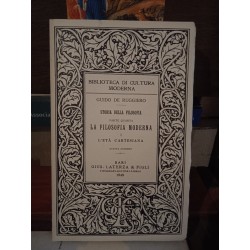 BIBLIOTECA DI CULTURA
MODERNA
GUIDO DE RUGGIERO
STORIA DELLA FILOSOFIA
LA FILOSOFIA MODERNA
L'ETÀ CARTESIANA
BARI
GIUS. LATERZA & FIGLI